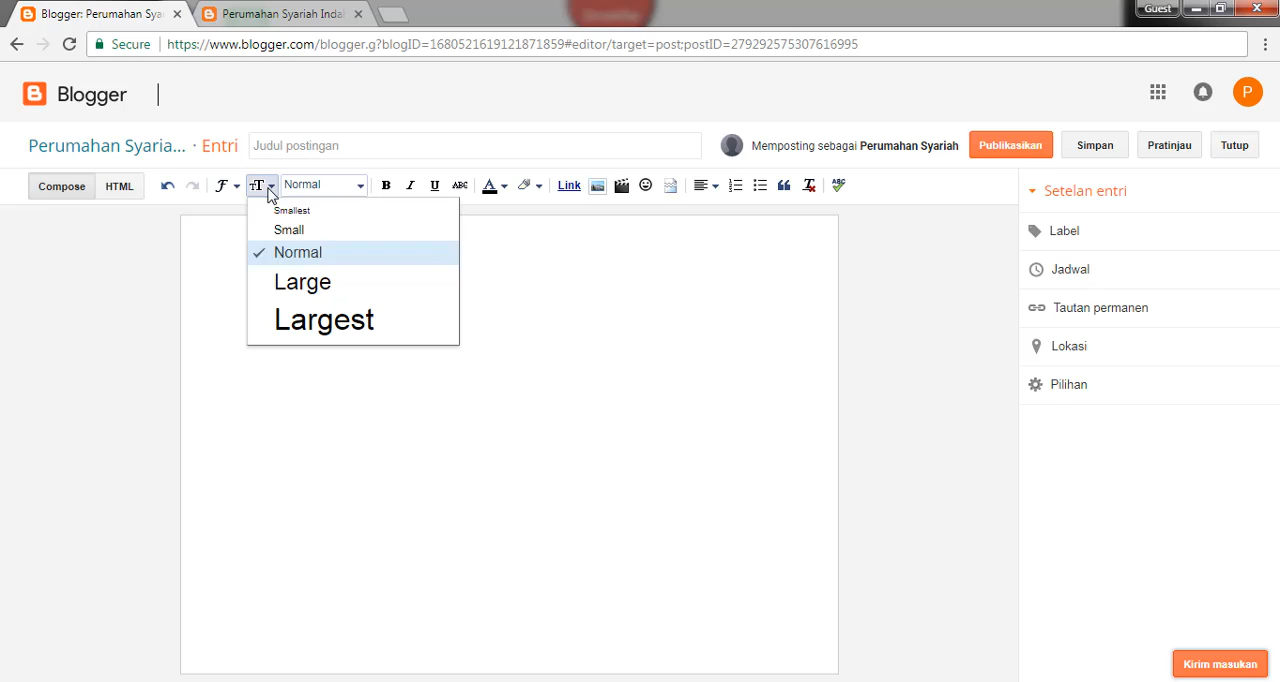 Blogger: Perumahan Sya
Perumahan Syariah Inda
Guest
Secure
https://www.blogger.com/blogger.g?blogID=1680521619121871859#editor/target=post;postID=279292575307616995
Blogger
P
Perumahan Syaria... · Entri
Judul postingan
Memposting sebagai Perumahan Syariah
Publikasikan
Simpan
Pratinjau
Tutup
Compose
HTML
Normal
Link
Smallest
Small
Normal
Large
Largest
Setelan entri
Label
Jadwal
Tautan permanen
Lokasi
Pilihan
Kirim masukan